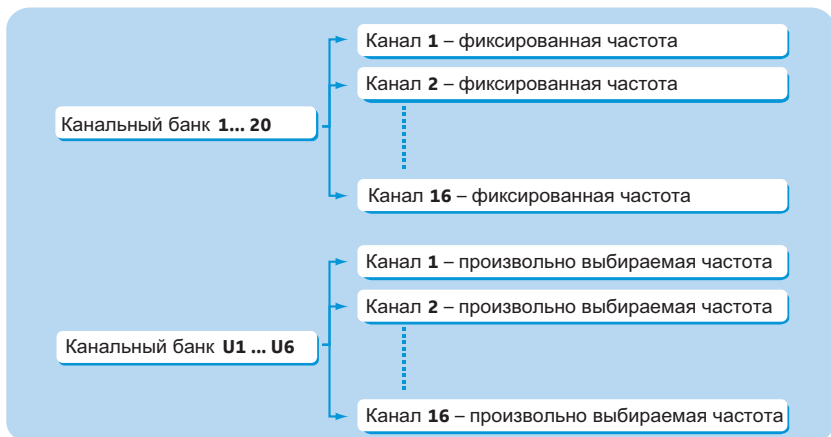 Канал 1 – фиксированная частота
Канал 2 – фиксированная частота
Канальный банк 1... 20
Канал 16 – фиксированная частота
Канал 1 – произвольно выбираемая частота
Канал 2 – произвольно выбираемая частота
Канальный банк U1 ... U6
Канал 16 – произвольно выбираемая частота